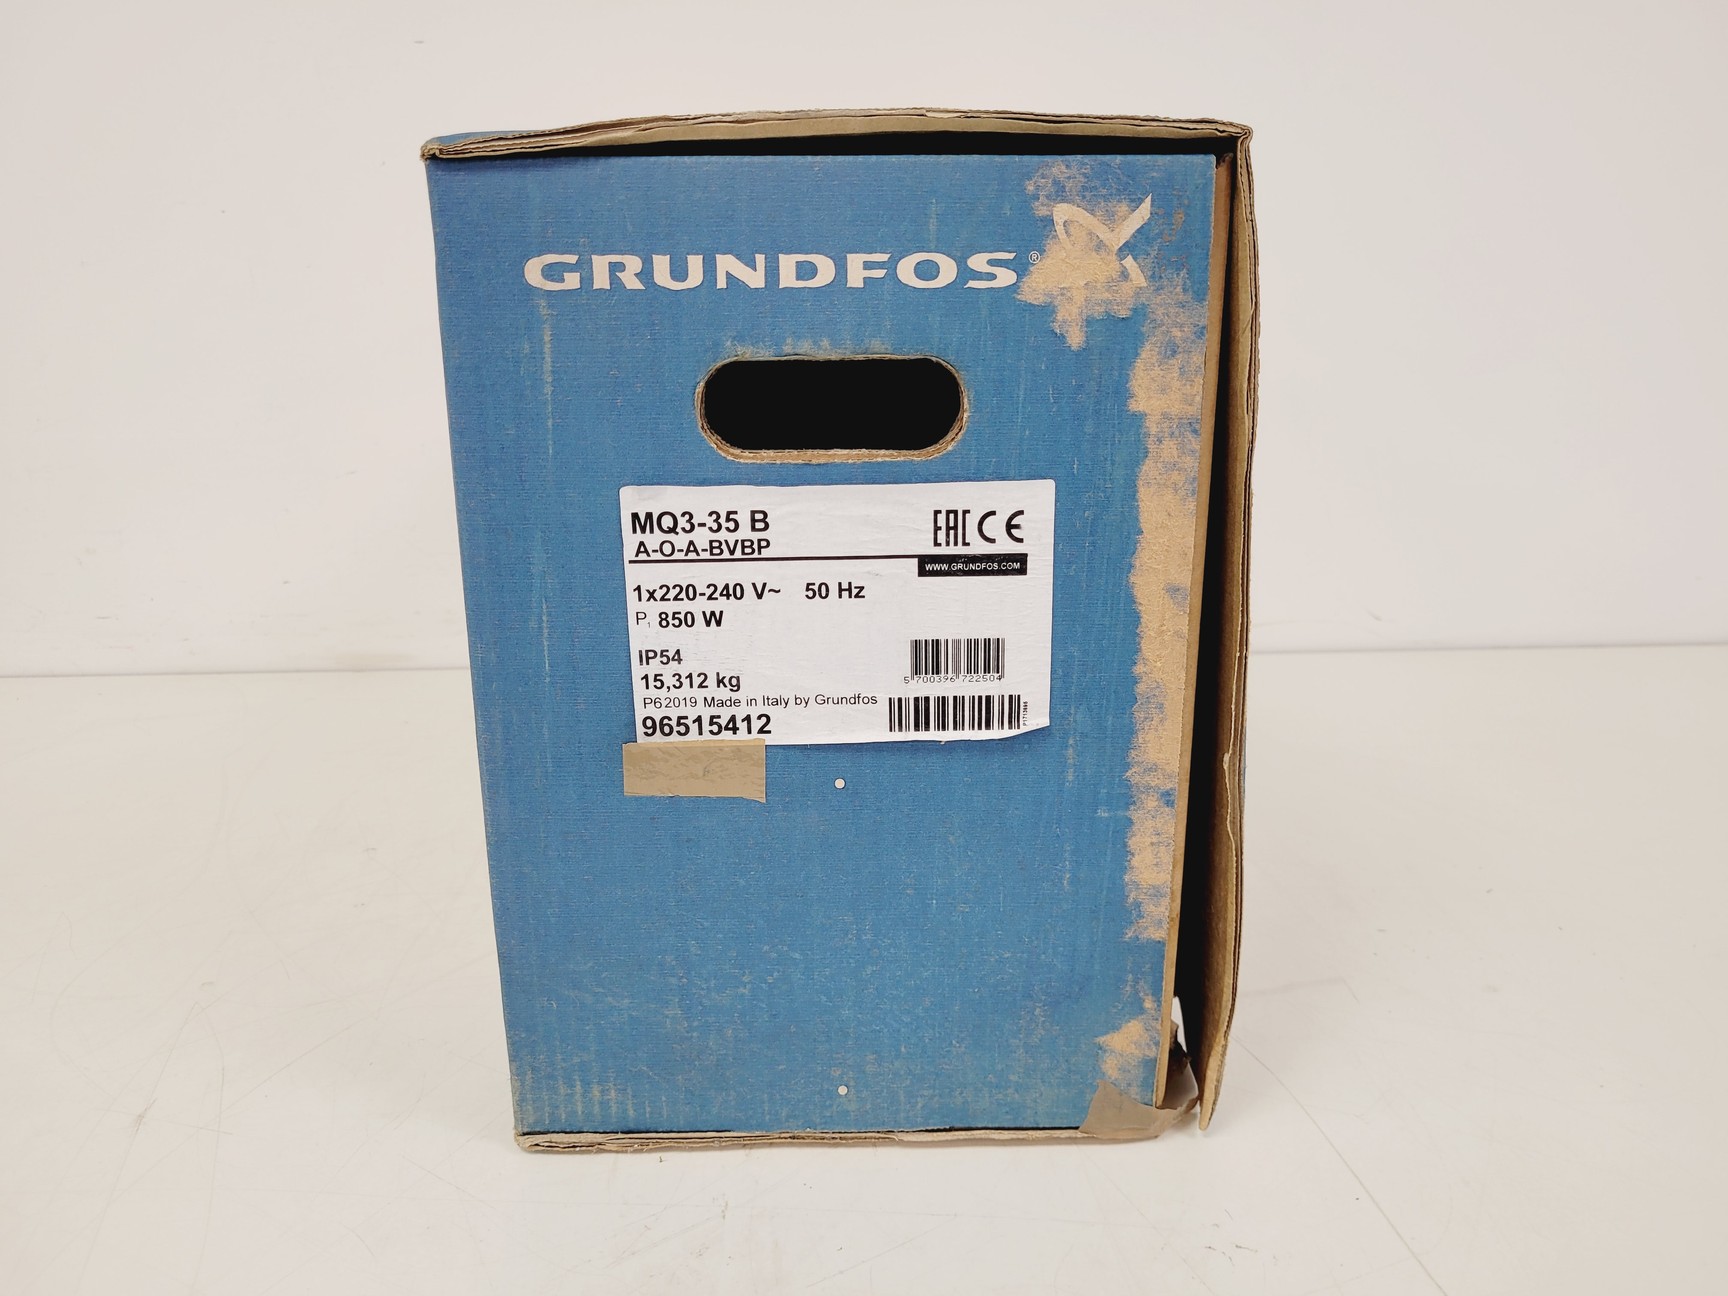 GRUNDFOS®
MQ3-35 B
A-O-A-BVBP
EAC CE
WWW.GRUNDFOS.COM
1x220-240 V~ 50 Hz
P1 850 W
IP54
15,312 kg
5 700396 722504
P62019 Made in Italy by Grundfos
96515412